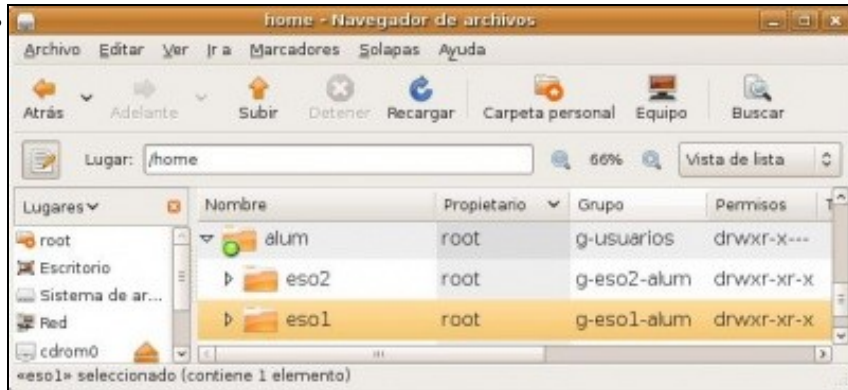 home - Navegador de archivos
Archivo Editar Ver Ir a Marcadores Solapas Ayuda
Atrás Adelante Subir Detener Recargar Carpeta personal Equipo Buscar
Lugar: /home 66% Vista de lista
Lugares Nombre Propietario Grupo Permisos T
root alum root g-usuarios drwxr-x---
Escritorio
Sistema de ar... eso2 root g-eso2-alum drwxr-xr-x
Red eso1 root g-eso1-alum drwxr-xr-x
cdrom0
«eso1» seleccionado (contiene 1 elemento)